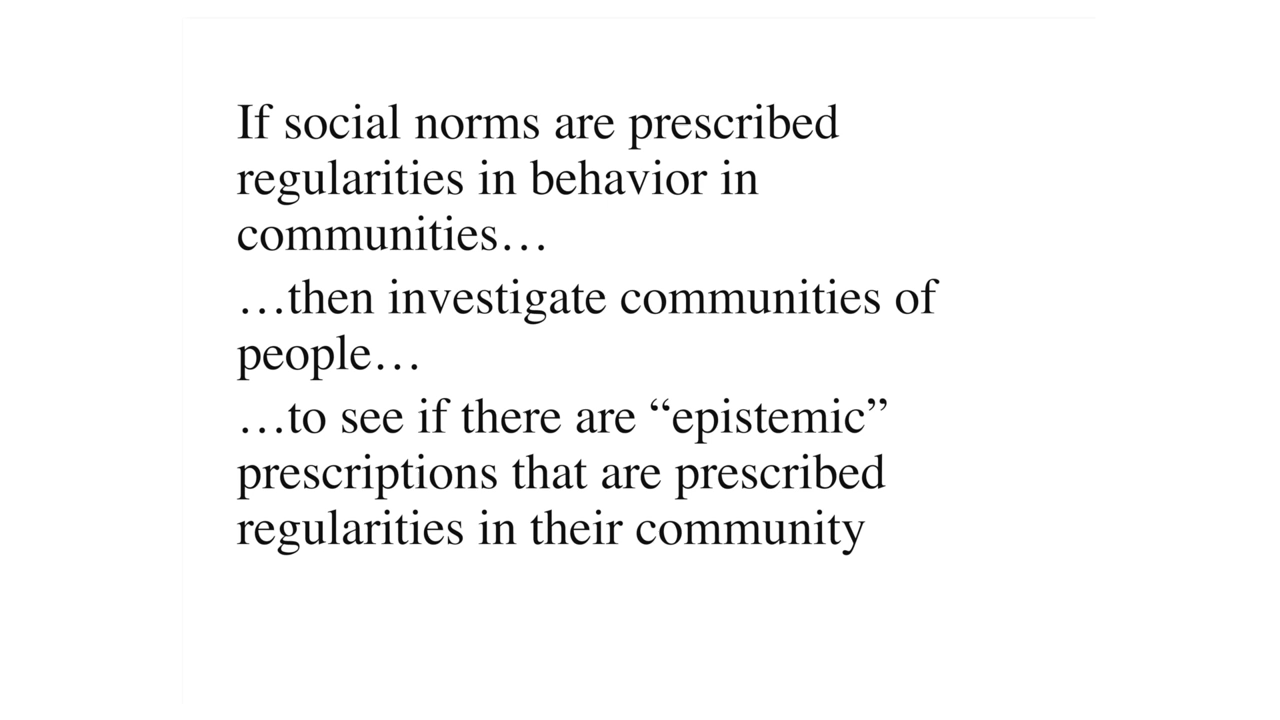 If social norms are prescribed
regularities in behavior in
communities…
…then investigate communities of
people…
…to see if there are “epistemic”
prescriptions that are prescribed
regularities in their community